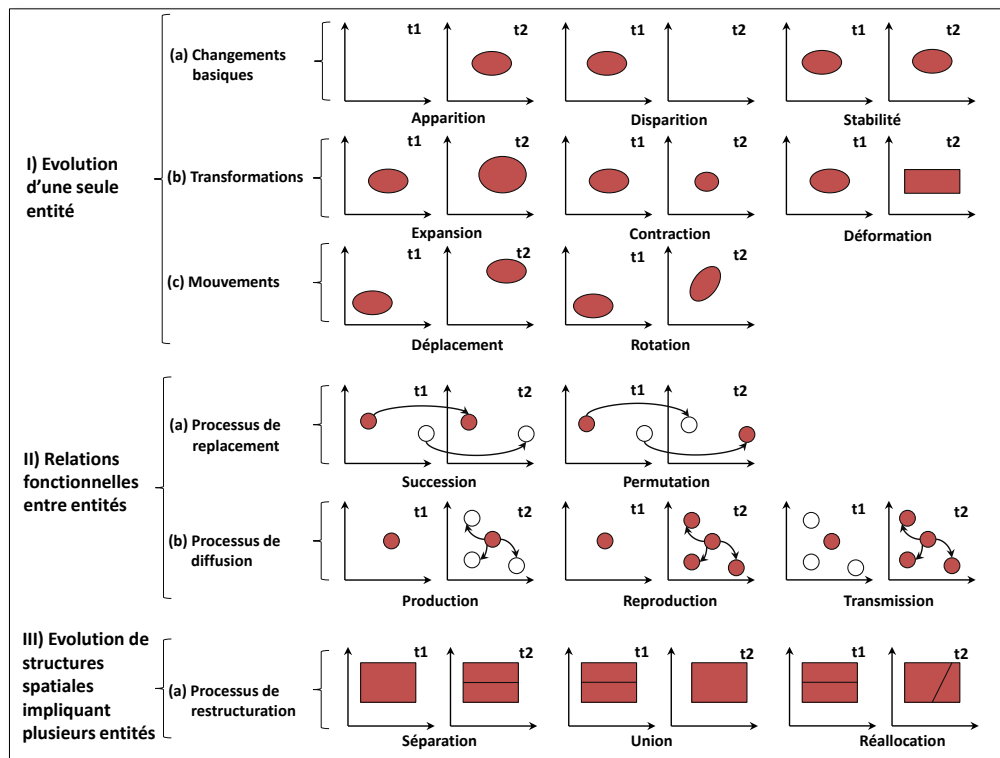 I) Evolution
d'une seule
entité
(a) Changements
basiques
t1
t2
Apparition
t1
t2
Disparition
t1
t2
Stabilité
(b) Transformations
t1
t2
Expansion
t1
t2
Contraction
t1
t2
Déformation
(c) Mouvements
t1
t2
Déplacement
t1
t2
Rotation
II) Relations
fonctionnelles
entre entités
(a) Processus de
replacement
t1
t2
Succession
t1
t2
Permutation
(b) Processus de
diffusion
t1
t2
Production
t1
t2
Reproduction
t1
t2
Transmission
III) Evolution de
structures
spatiales
impliquant
plusieurs entités
(a) Processus de
restructuration
t1
t2
Séparation
t1
t2
Union
t1
t2
Réallocation